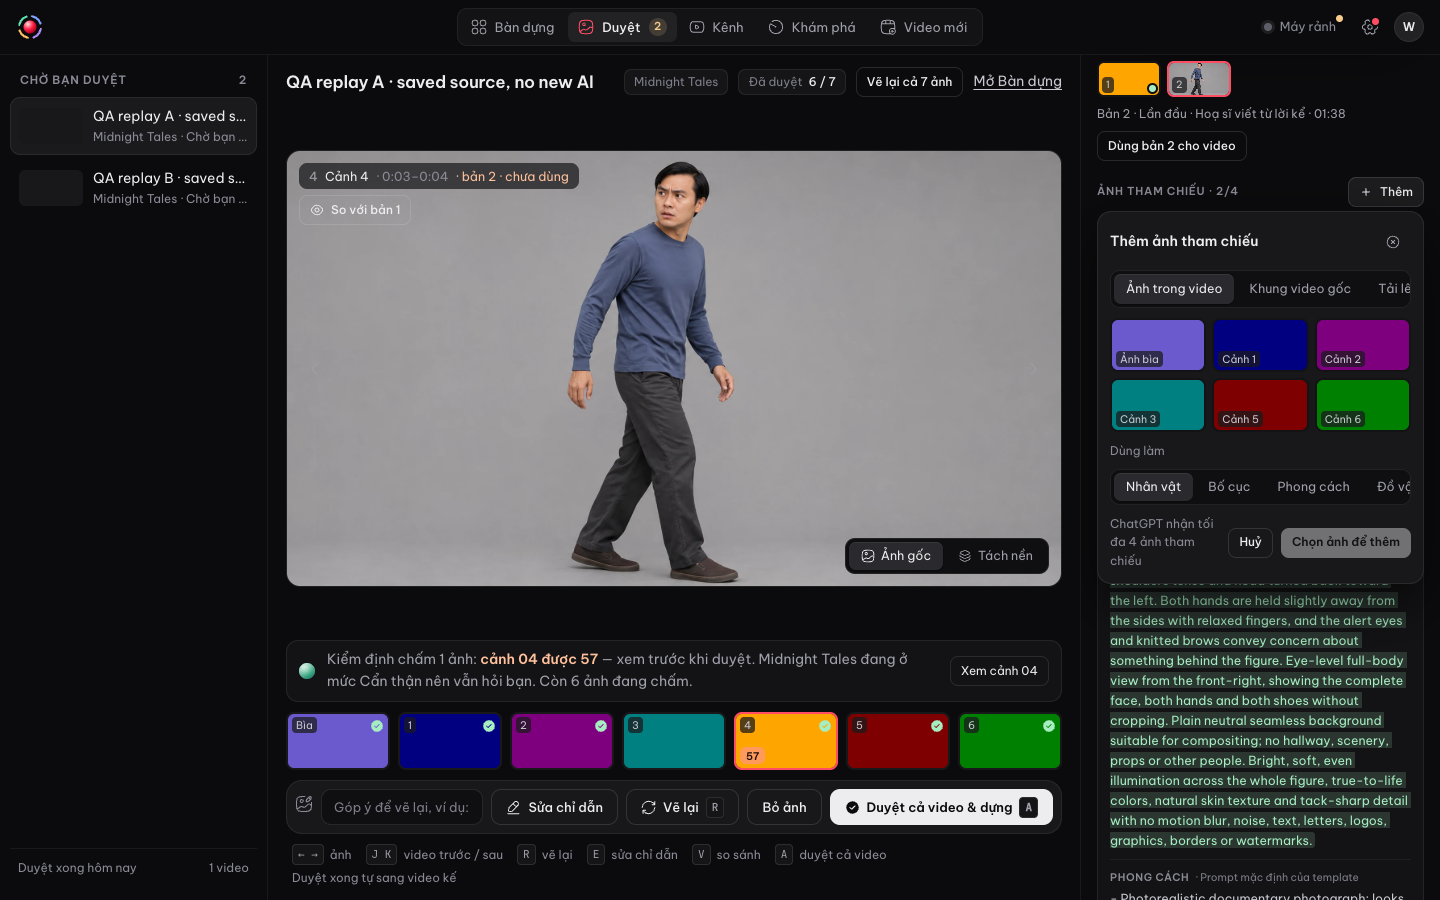 Bàn dựng
Duyệt 2
Kênh
Khám phá
Video mới
Máy rảnh
W
CHỜ BẠN DUYỆT 2
QA replay A · saved s...
Midnight Tales · Chờ bạn ...
QA replay B · saved s...
Midnight Tales · Chờ bạn ...
Duyệt xong hôm nay 1 video
QA replay A · saved source, no new AI
Midnight Tales
Đã duyệt 6 / 7
Vẽ lại cả 7 ảnh
Mở Bàn dựng
4 Cảnh 4 · 0:03–0:04 · bản 2 · chưa dùng
So với bản 1
Ảnh gốc
Tách nền
Kiểm định chấm 1 ảnh: cảnh 04 được 57 — xem trước khi duyệt. Midnight Tales đang ở
mức Cẩn thận nên vẫn hỏi bạn. Còn 6 ảnh đang chấm.
Xem cảnh 04
Bìa
1
2
3
4
57
5
6
Góp ý để vẽ lại, ví dụ:
Sửa chỉ dẫn
Vẽ lại R
Bỏ ảnh
Duyệt cả video & dựng A
← → ảnh
J K video trước / sau
R vẽ lại
E sửa chỉ dẫn
V so sánh
A duyệt cả video
Duyệt xong tự sang video kế
1
2
Bản 2 · Lần đầu · Hoạ sĩ viết từ lời kể · 01:38
Dùng bản 2 cho video
ẢNH THAM CHIẾU · 2/4
+ Thêm
Thêm ảnh tham chiếu
Ảnh trong video
Khung video gốc
Tải lê
Ảnh bìa
Cảnh 1
Cảnh 2
Cảnh 3
Cảnh 5
Cảnh 6
Dùng làm
Nhân vật
Bố cục
Phong cách
Đồ vậ
ChatGPT nhận tối
đa 4 ảnh tham
chiếu
Huỷ
Chọn ảnh để thêm
the left. Both hands are held slightly away from
the sides with relaxed fingers, and the alert eyes
and knitted brows convey concern about
something behind the figure. Eye-level full-body
view from the front-right, showing the complete
face, both hands and both shoes without
cropping. Plain neutral seamless background
suitable for compositing; no hallway, scenery,
props or other people. Bright, soft, even
illumination across the whole figure, true-to-life
colors, natural skin texture and tack-sharp detail
with no motion blur, noise, text, letters, logos,
graphics, borders or watermarks.
PHONG CÁCH · Prompt mặc định của template
- Photorealistic documentary photograph: looks